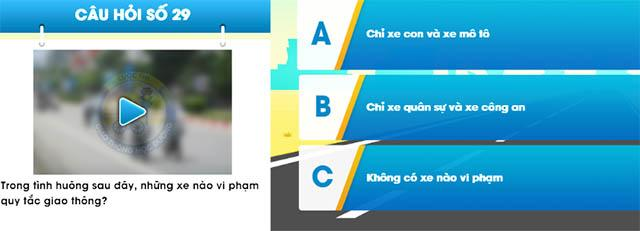 CÂU HỎI SỐ 29
Trong tình huống sau đây, những xe nào vi phạm
quy tắc giao thông?
A
Chỉ xe con và xe mô tô
B
Chỉ xe quân sự và xe công an
C
Không có xe nào vi phạm